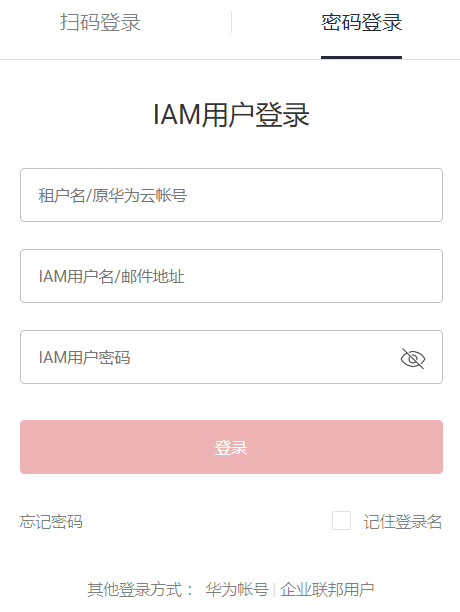 扫码登录 密码登录
IAM用户登录
租户名/原华为云帐号
IAM用户名/邮件地址
IAM用户密码
登录
忘记密码 记住登录名
其他登录方式： 华为帐号 | 企业联邦用户